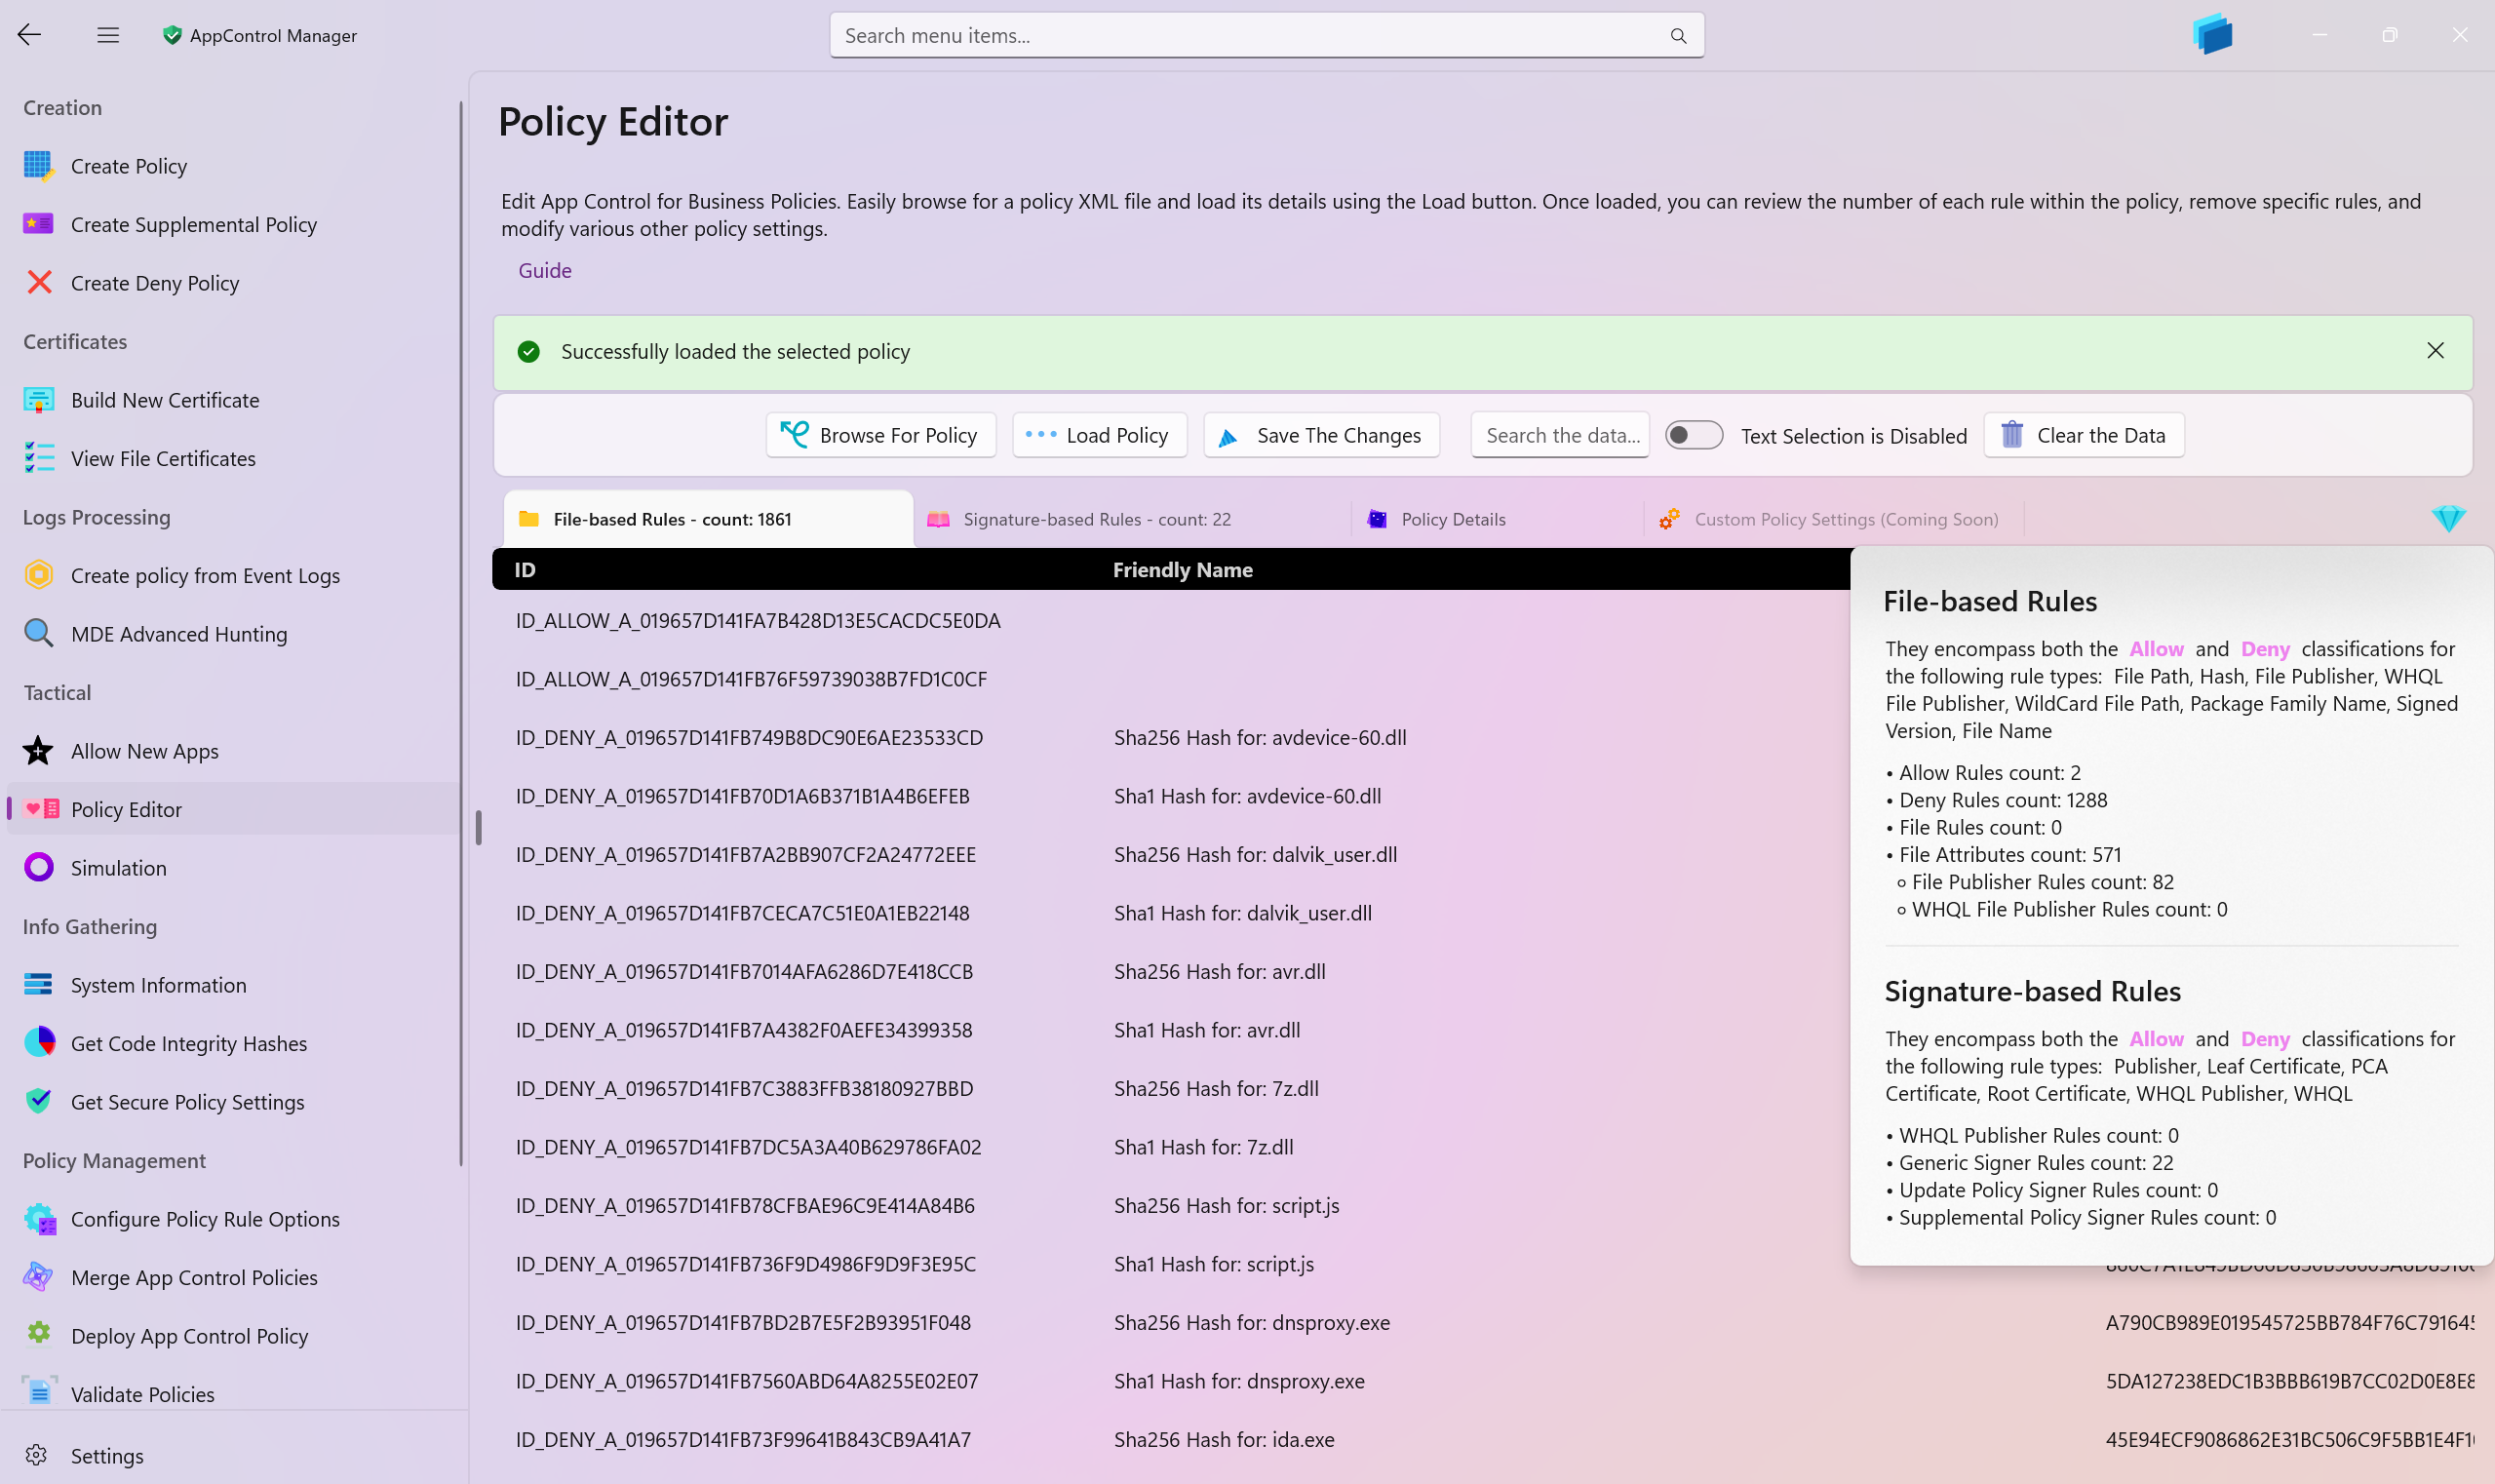 AppControl Manager
Search menu items...
Creation
Create Policy
Create Supplemental Policy
Create Deny Policy
Certificates
Build New Certificate
View File Certificates
Logs Processing
Create policy from Event Logs
MDE Advanced Hunting
Tactical
Allow New Apps
Policy Editor
Simulation
Info Gathering
System Information
Get Code Integrity Hashes
Get Secure Policy Settings
Policy Management
Configure Policy Rule Options
Merge App Control Policies
Deploy App Control Policy
Validate Policies
Settings
Policy Editor
Edit App Control for Business Policies. Easily browse for a policy XML file and load its details using the Load button. Once loaded, you can review the number of each rule within the policy, remove specific rules, and
modify various other policy settings.
Guide
Successfully loaded the selected policy
Browse For Policy
Load Policy
Save The Changes
Search the data...
Text Selection is Disabled
Clear the Data
File-based Rules - count: 1861
Signature-based Rules - count: 22
Policy Details
Custom Policy Settings (Coming Soon)
ID Friendly Name
ID_ALLOW_A_019657D141FA7B428D13E5CACDC5E0DA
ID_ALLOW_A_019657D141FB76F59739038B7FD1C0CF
ID_DENY_A_019657D141FB749B8DC90E6AE23533CD Sha256 Hash for: avdevice-60.dll
ID_DENY_A_019657D141FB70D1A6B371B1A4B6EFEB Sha1 Hash for: avdevice-60.dll
ID_DENY_A_019657D141FB7A2BB907CF2A24772EEE Sha256 Hash for: dalvik_user.dll
ID_DENY_A_019657D141FB7CECA7C51E0A1EB22148 Sha1 Hash for: dalvik_user.dll
ID_DENY_A_019657D141FB7014AFA6286D7E418CCB Sha256 Hash for: avr.dll
ID_DENY_A_019657D141FB7A4382F0AEFE34399358 Sha1 Hash for: avr.dll
ID_DENY_A_019657D141FB7C3883FFB38180927BBD Sha256 Hash for: 7z.dll
ID_DENY_A_019657D141FB7DC5A3A40B629786FA02 Sha1 Hash for: 7z.dll
ID_DENY_A_019657D141FB78CFBAE96C9E414A84B6 Sha256 Hash for: script.js
ID_DENY_A_019657D141FB736F9D4986F9D9F3E95C Sha1 Hash for: script.js
ID_DENY_A_019657D141FB7BD2B7E5F2B93951F048 Sha256 Hash for: dnsproxy.exe A790CB989E019545725BB784F76C791645
ID_DENY_A_019657D141FB7560ABD64A8255E02E07 Sha1 Hash for: dnsproxy.exe 5DA127238EDC1B3BBB619B7CC02D0E8E8
ID_DENY_A_019657D141FB73F99641B843CB9A41A7 Sha256 Hash for: ida.exe 45E94ECF9086862E31BC506C9F5BB1E4F1
File-based Rules
They encompass both the Allow and Deny classifications for
the following rule types: File Path, Hash, File Publisher, WHQL
File Publisher, WildCard File Path, Package Family Name, Signed
Version, File Name
• Allow Rules count: 2
• Deny Rules count: 1288
• File Rules count: 0
• File Attributes count: 571
○ File Publisher Rules count: 82
○ WHQL File Publisher Rules count: 0
Signature-based Rules
They encompass both the Allow and Deny classifications for
the following rule types: Publisher, Leaf Certificate, PCA
Certificate, Root Certificate, WHQL Publisher, WHQL
• WHQL Publisher Rules count: 0
• Generic Signer Rules count: 22
• Update Policy Signer Rules count: 0
• Supplemental Policy Signer Rules count: 0